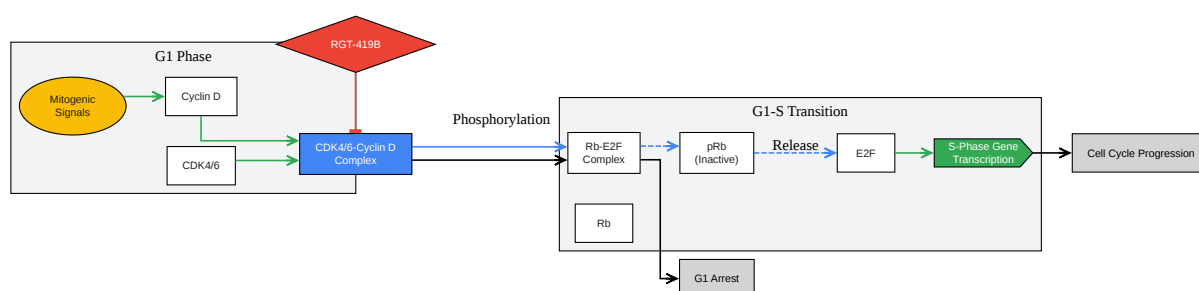 RGT-419B
G1 Phase
Mitogenic
Signals
Cyclin D
CDK4/6
CDK4/6-Cyclin D
Complex
Phosphorylation
G1-S Transition
Rb-E2F
Complex
pRb
(Inactive)
Release
E2F
S-Phase Gene
Transcription
Cell Cycle Progression
Rb
G1 Arrest